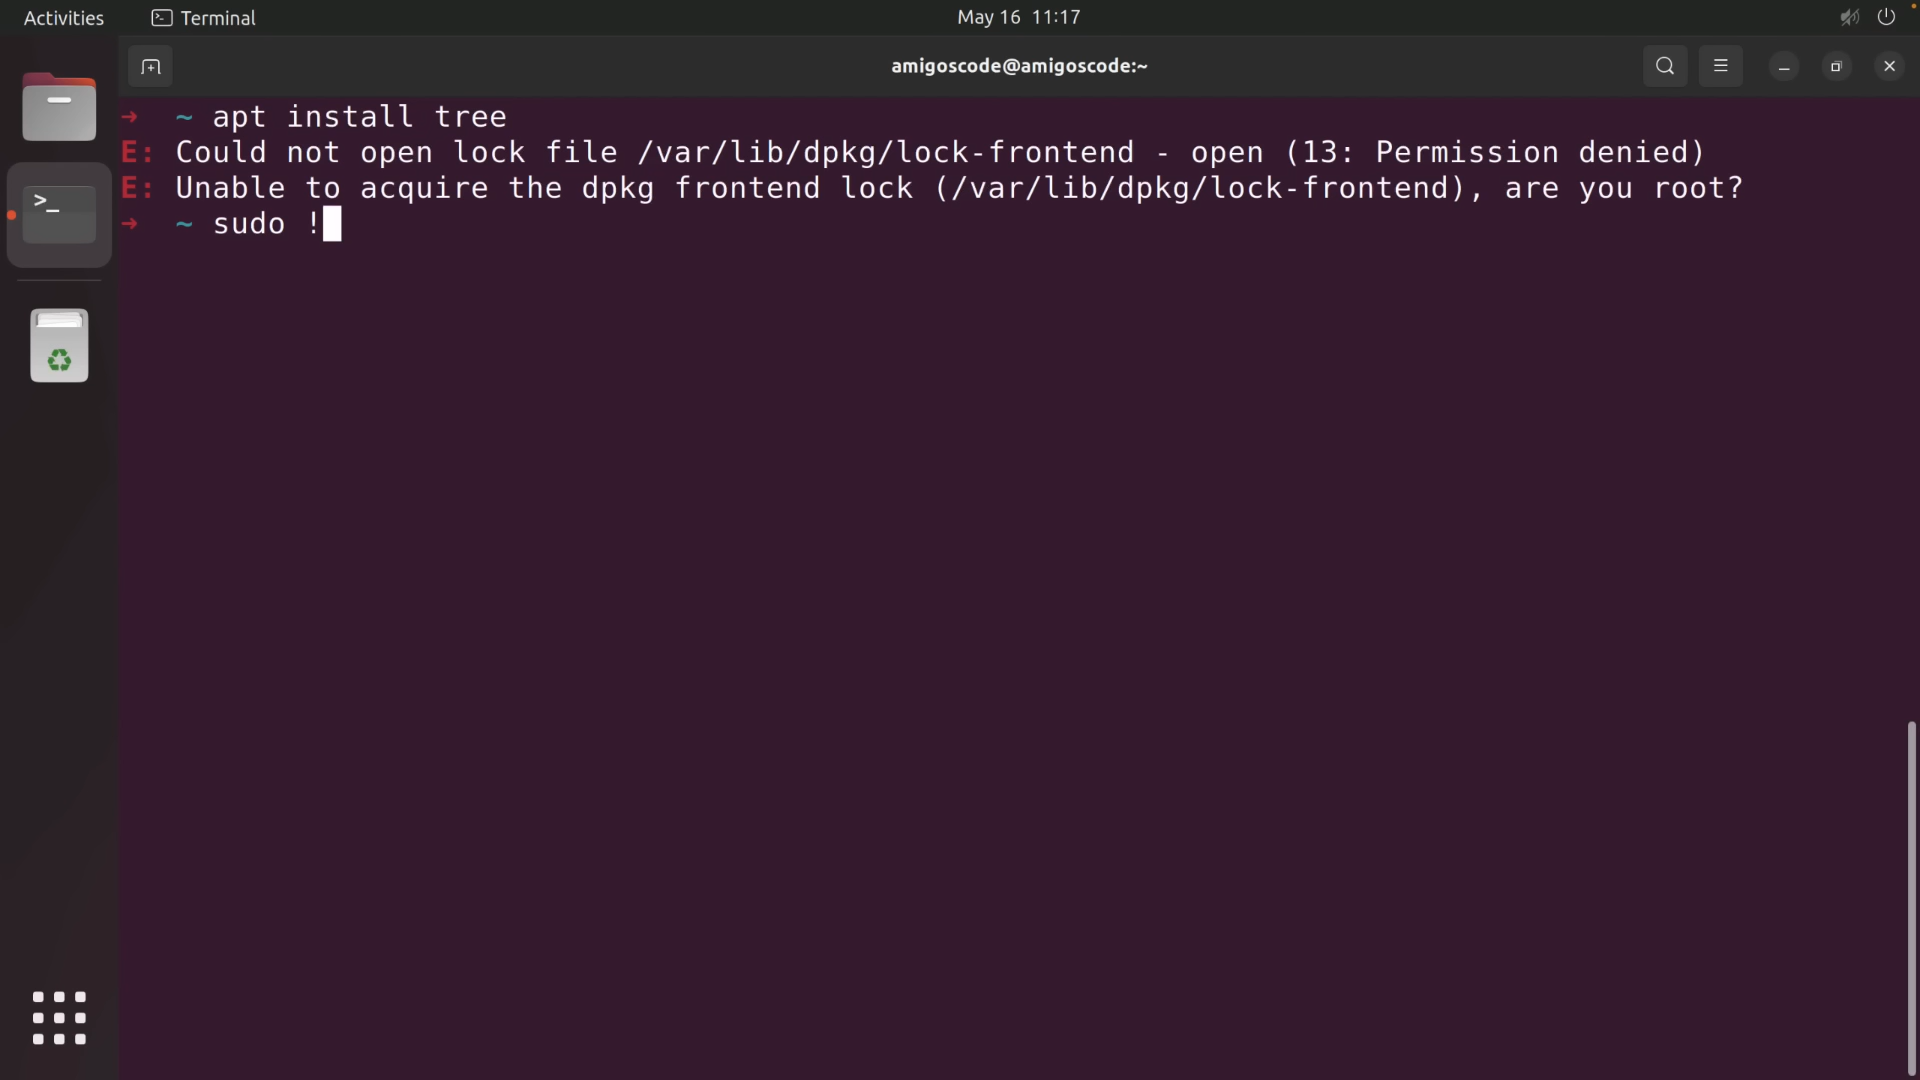 Activities Terminal May 16 11:17
amigoscode@amigoscode:~
➜ ~ apt install tree
E: Could not open lock file /var/lib/dpkg/lock-frontend - open (13: Permission denied)
E: Unable to acquire the dpkg frontend lock (/var/lib/dpkg/lock-frontend), are you root?
➜ ~ sudo !
>_